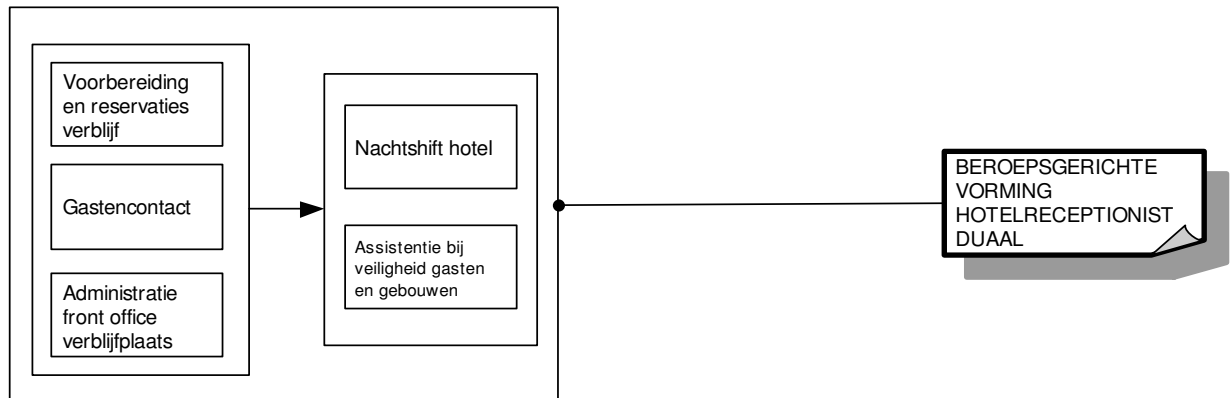 Voorbereiding
en reservaties
verblijf
Gastencontact
Administratie
front office
verblijfplaats
Nachtshift hotel
Assistentie bij
veiligheid gasten
en gebouwen
BEROEPSGERICHTE
VORMING
HOTELRECEPTIONIST
DUAAL